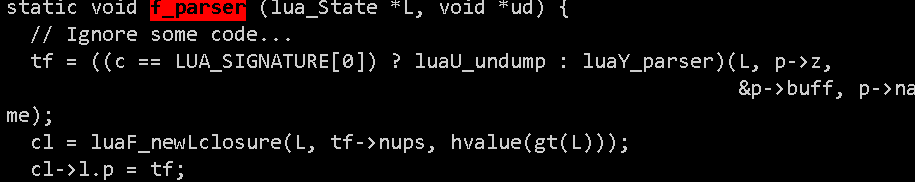 static void f_parser (lua_State *L, void *ud) {
  // Ignore some code...
  tf = ((c == LUA_SIGNATURE[0]) ? luaU_undump : luaY_parser)(L, p->z,
                                                             &p->buff, p->na
me);
  cl = luaF_newLclosure(L, tf->nups, hvalue(gt(L)));
  cl->l.p = tf;